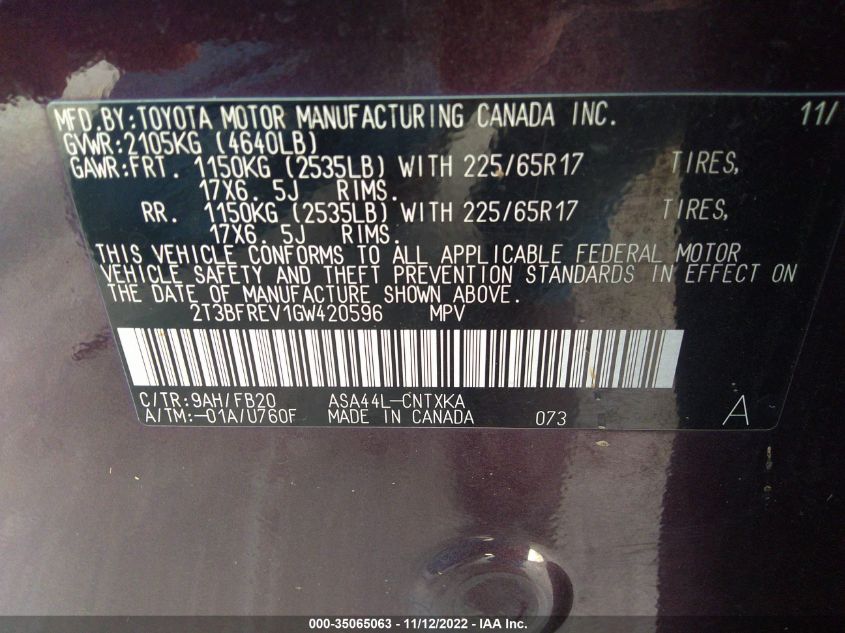 MFD.BY:TOYOTA MOTOR MANUFACTURING CANADA INC. 11/
GVWR:2105KG (4640LB)
GAWR:FRT. 1150KG (2535LB) WITH 225/65R17 TIRES,
17X6. 5J RIMS.
RR. 1150KG (2535LB) WITH 225/65R17 TIRES,
17X6. 5J RIMS.
THIS VEHICLE CONFORMS TO ALL APPLICABLE FEDERAL MOTOR
VEHICLE SAFETY AND THEFT PREVENTION STANDARDS IN EFFECT ON
THE DATE OF MANUFACTURE SHOWN ABOVE.
2T3BFREV1GW420596 MPV
C/TR:9AH/FB20 ASA44L-CNTXKA
A/TM:-01A/U760F MADE IN CANADA 073 A
000-35065063 - 11/12/2022 - IAA Inc.